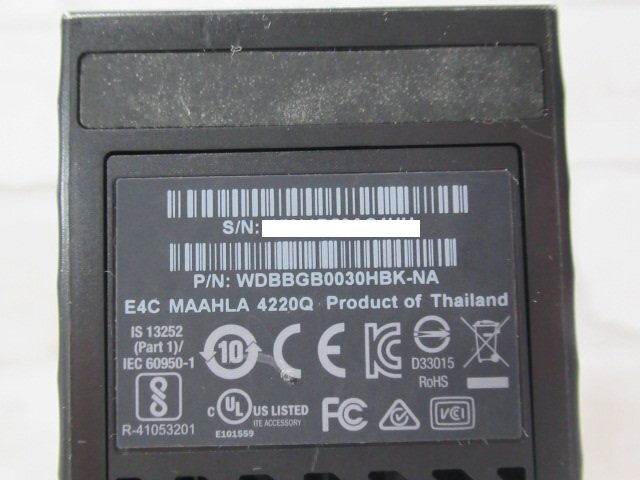 S/N:
P/N: WDBBGB0030HBK-NA
E4C MAAHLA 4220Q Product of Thailand
IS 13252
(Part 1)/
IEC 60950-1
10
D33015
RoHS
R-41053201
C UL US LISTED
ITE ACCESSORY
E101559
FC
VCI